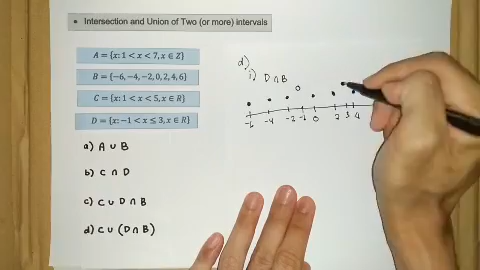 • Intersection and Union of Two (or more) intervals
A = {x: 1 < x < 7, x ∈ Z}
B = {−6, −4, −2, 0, 2, 4, 6}
C = {x: 1 < x < 5, x ∈ R}
D = {x: −1 < x ≤ 3, x ∈ R}
a) A ∪ B
b) C ∩ D
c) C ∪ D ∩ B
d) C ∪ (D ∩ B)
d)
i) D ∩ B
-6 -4 -2 -1 0 2 3 4